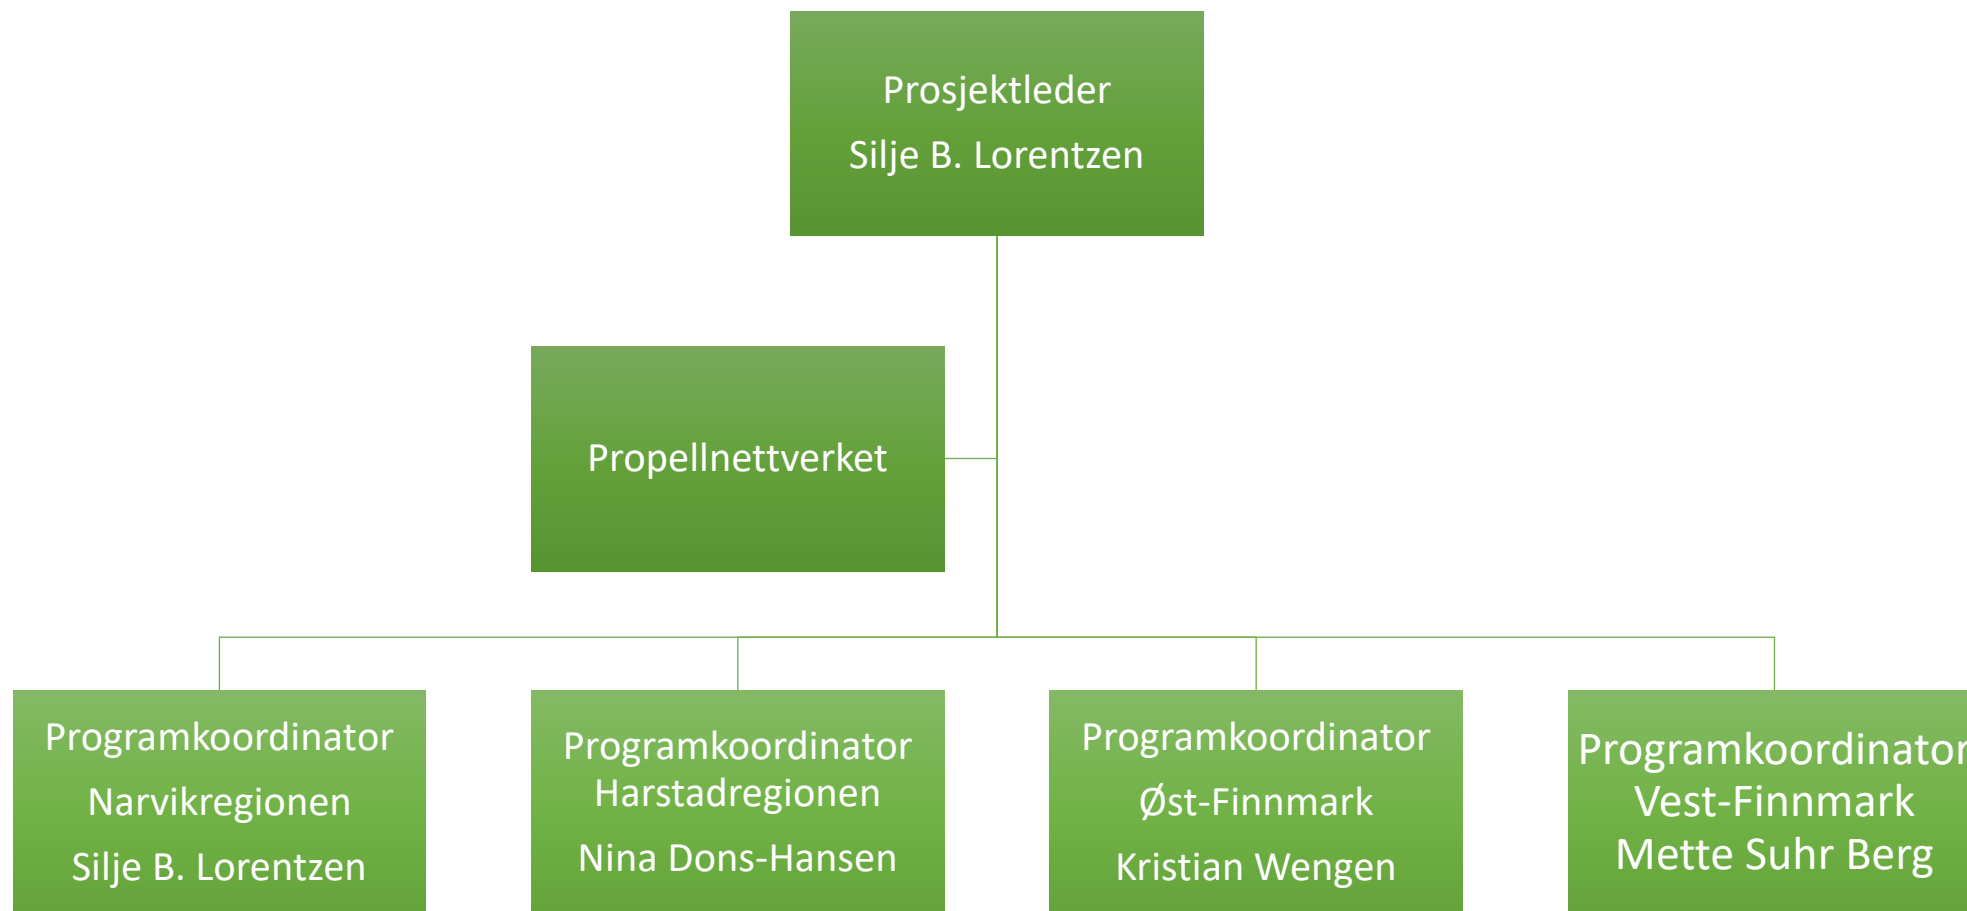 Prosjektleder
Silje B. Lorentzen
Propellnettverket
Programkoordinator
Narvikregionen
Silje B. Lorentzen
Programkoordinator
Harstadregionen
Nina Dons-Hansen
Programkoordinator
Øst-Finnmark
Kristian Wengen
Programkoordinator
Vest-Finnmark
Mette Suhr Berg